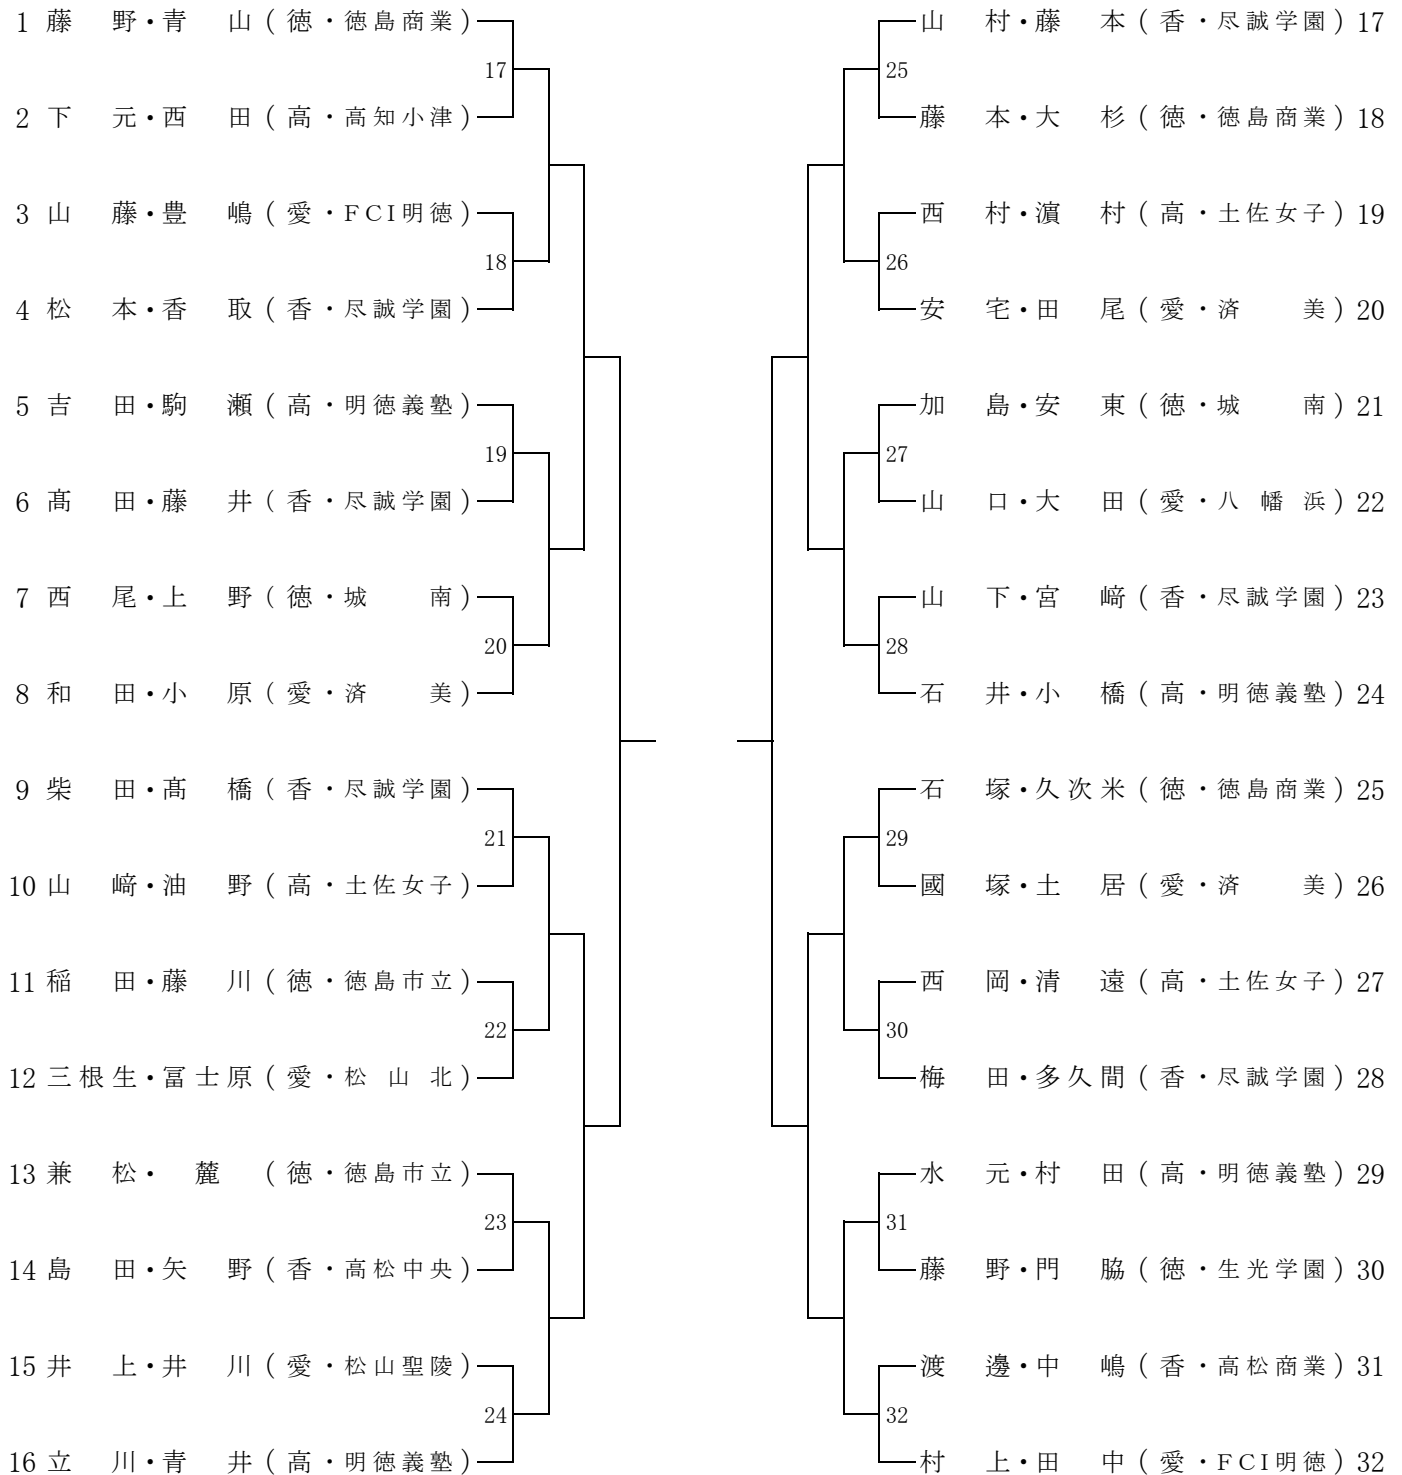 1 藤 野・青 山 ( 徳・徳島商業 )
17
2 下 元・西 田 ( 高・高知小津 )
3 山 藤・豊 嶋 ( 愛・FCI明徳 )
18
4 松 本・香 取 ( 香・尽誠学園 )
5 吉 田・駒 瀬 ( 高・明徳義塾 )
19
6 髙 田・藤 井 ( 香・尽誠学園 )
7 西 尾・上 野 ( 徳・城 南 )
20
8 和 田・小 原 ( 愛・済 美 )
9 柴 田・髙 橋 ( 香・尽誠学園 )
21
10 山 﨑・油 野 ( 高・土佐女子 )
11 稲 田・藤 川 ( 徳・徳島市立 )
22
12 三根生・冨士原 ( 愛・松 山 北 )
13 兼 松・ 麓 ( 徳・徳島市立 )
23
14 島 田・矢 野 ( 香・高松中央 )
15 井 上・井 川 ( 愛・松山聖陵 )
24
16 立 川・青 井 ( 高・明徳義塾 )
山 村・藤 本 ( 香・尽誠学園 ) 17
25
藤 本・大 杉 ( 徳・徳島商業 ) 18
西 村・濵 村 ( 高・土佐女子 ) 19
26
安 宅・田 尾 ( 愛・済 美 ) 20
加 島・安 東 ( 徳・城 南 ) 21
27
山 口・大 田 ( 愛・八 幡 浜 ) 22
山 下・宮 﨑 ( 香・尽誠学園 ) 23
28
石 井・小 橋 ( 高・明徳義塾 ) 24
石 塚・久次米 ( 徳・徳島商業 ) 25
29
國 塚・土 居 ( 愛・済 美 ) 26
西 岡・清 遠 ( 高・土佐女子 ) 27
30
梅 田・多久間 ( 香・尽誠学園 ) 28
水 元・村 田 ( 高・明徳義塾 ) 29
31
藤 野・門 脇 ( 徳・生光学園 ) 30
渡 邊・中 嶋 ( 香・高松商業 ) 31
32
村 上・田 中 ( 愛・FCI明徳 ) 32